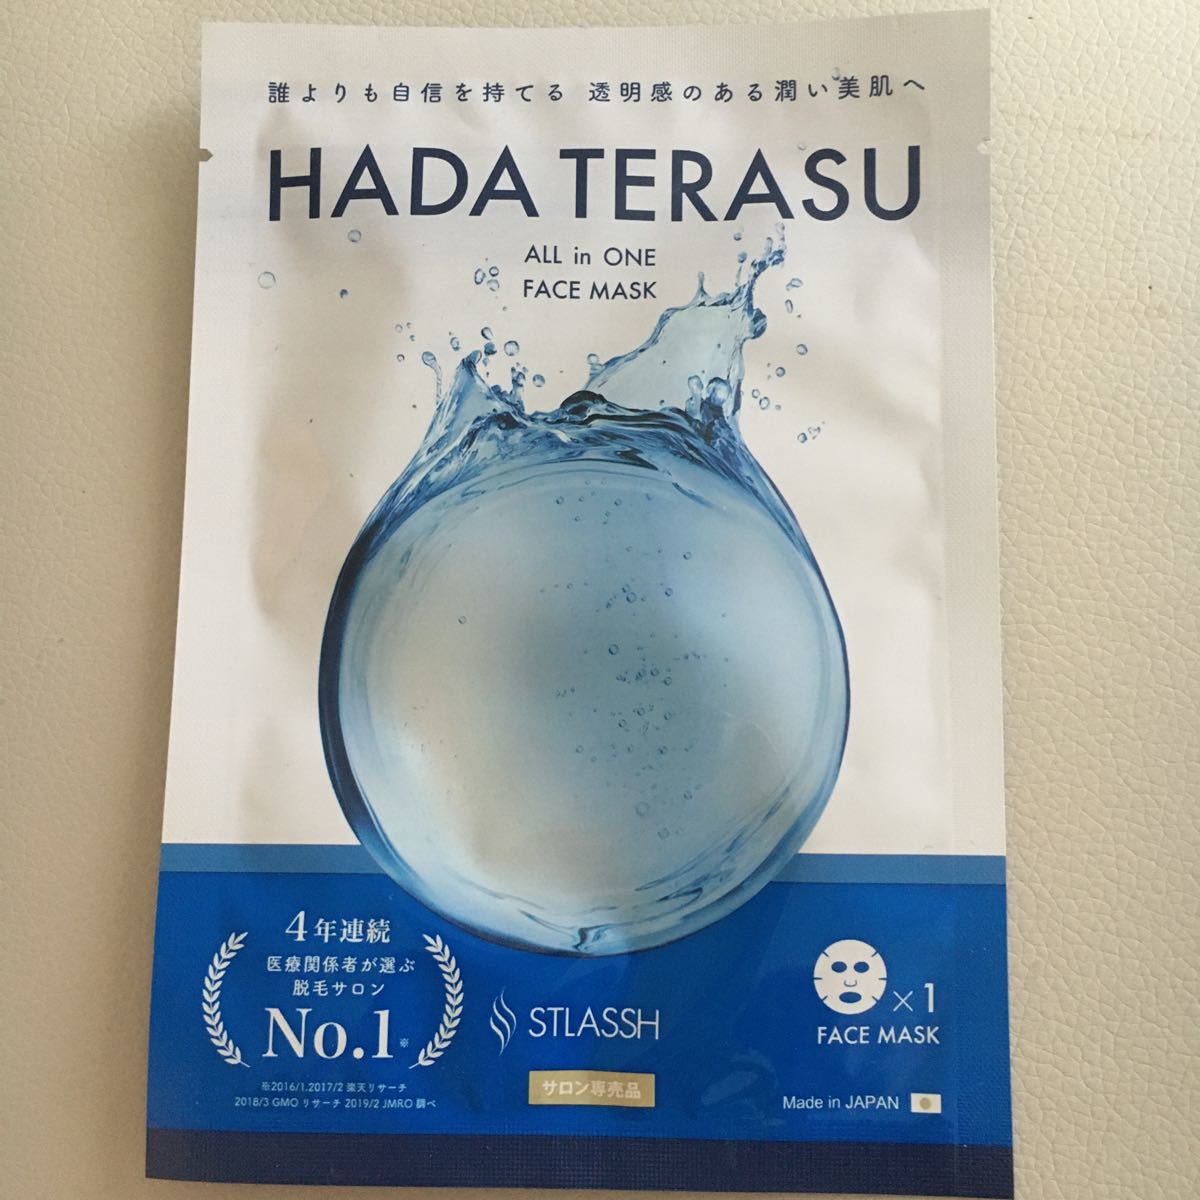 誰よりも自信を持てる 透明感のある潤い美肌へ
HADA TERASU
ALL in ONE
FACE MASK
4年連続
医療関係者が選ぶ
脱毛サロン
No.1※
※2016/1.2017/2 楽天リサーチ
2018/3 GMO リサーチ 2019/2 JMRO 調べ
STLASSH
サロン専売品
×1
FACE MASK
Made in JAPAN